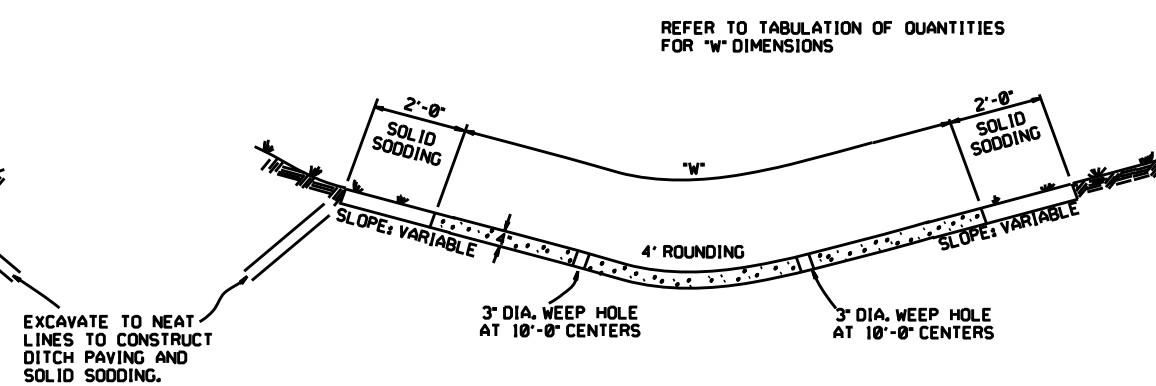 REFER TO TABULATION OF QUANTITIES
FOR "W" DIMENSIONS
2'-0"
SOLID
SODDING
"W"
2'-0"
SOLID
SODDING
SLOPE: VARIABLE
4"
4' ROUNDING
SLOPE: VARIABLE
3" DIA. WEEP HOLE
AT 10'-0" CENTERS
3" DIA. WEEP HOLE
AT 10'-0" CENTERS
EXCAVATE TO NEAT
LINES TO CONSTRUCT
DITCH PAVING AND
SOLID SODDING.